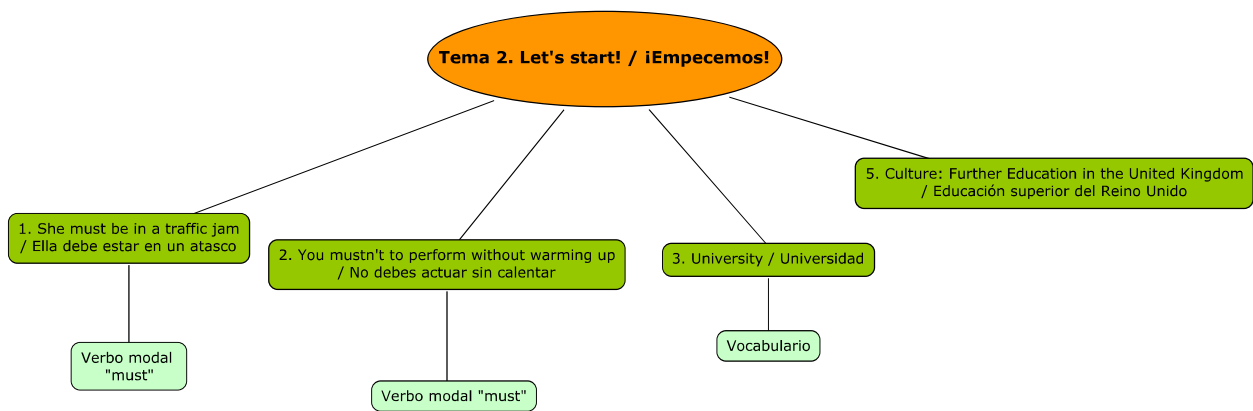 Tema 2. Let's start! / ¡Empecemos!
1. She must be in a traffic jam
/ Ella debe estar en un atasco
Verbo modal
"must"
2. You mustn't to perform without warming up
/ No debes actuar sin calentar
Verbo modal "must"
3. University / Universidad
Vocabulario
5. Culture: Further Education in the United Kingdom
/ Educación superior del Reino Unido